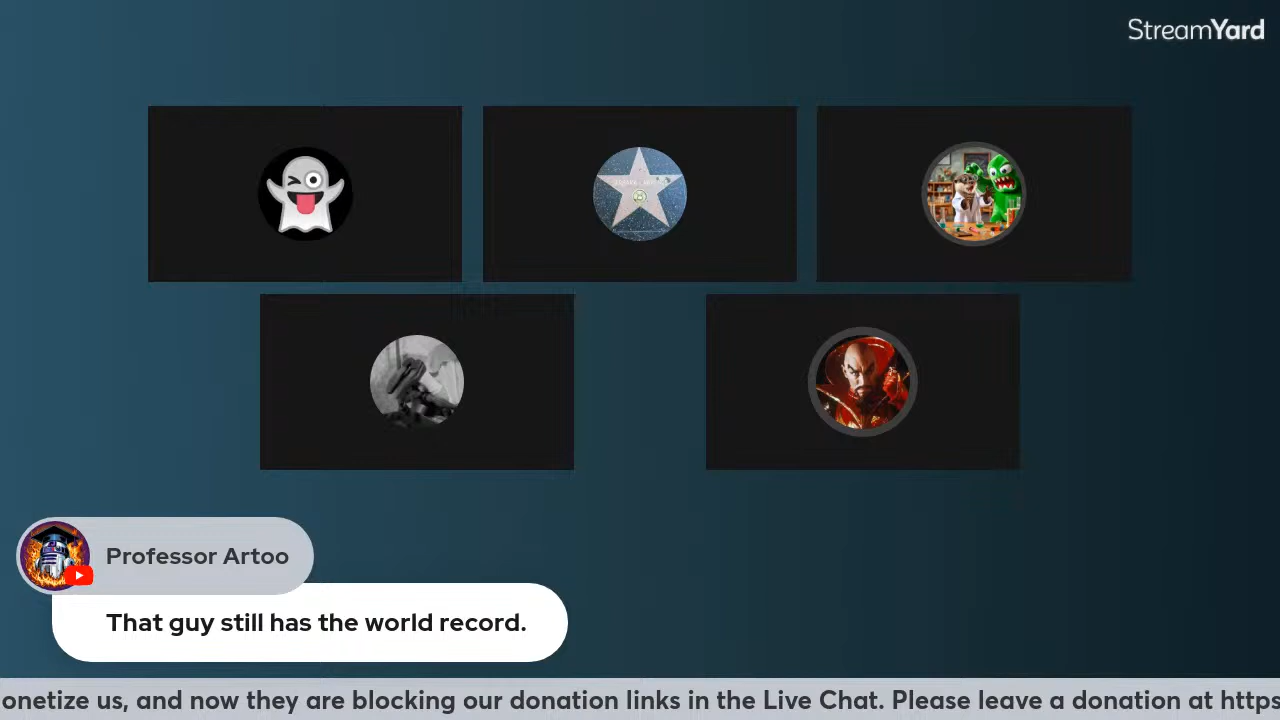 StreamYard
Professor Artoo
That guy still has the world record.
onetize us, and now they are blocking our donation links in the Live Chat. Please leave a donation at https